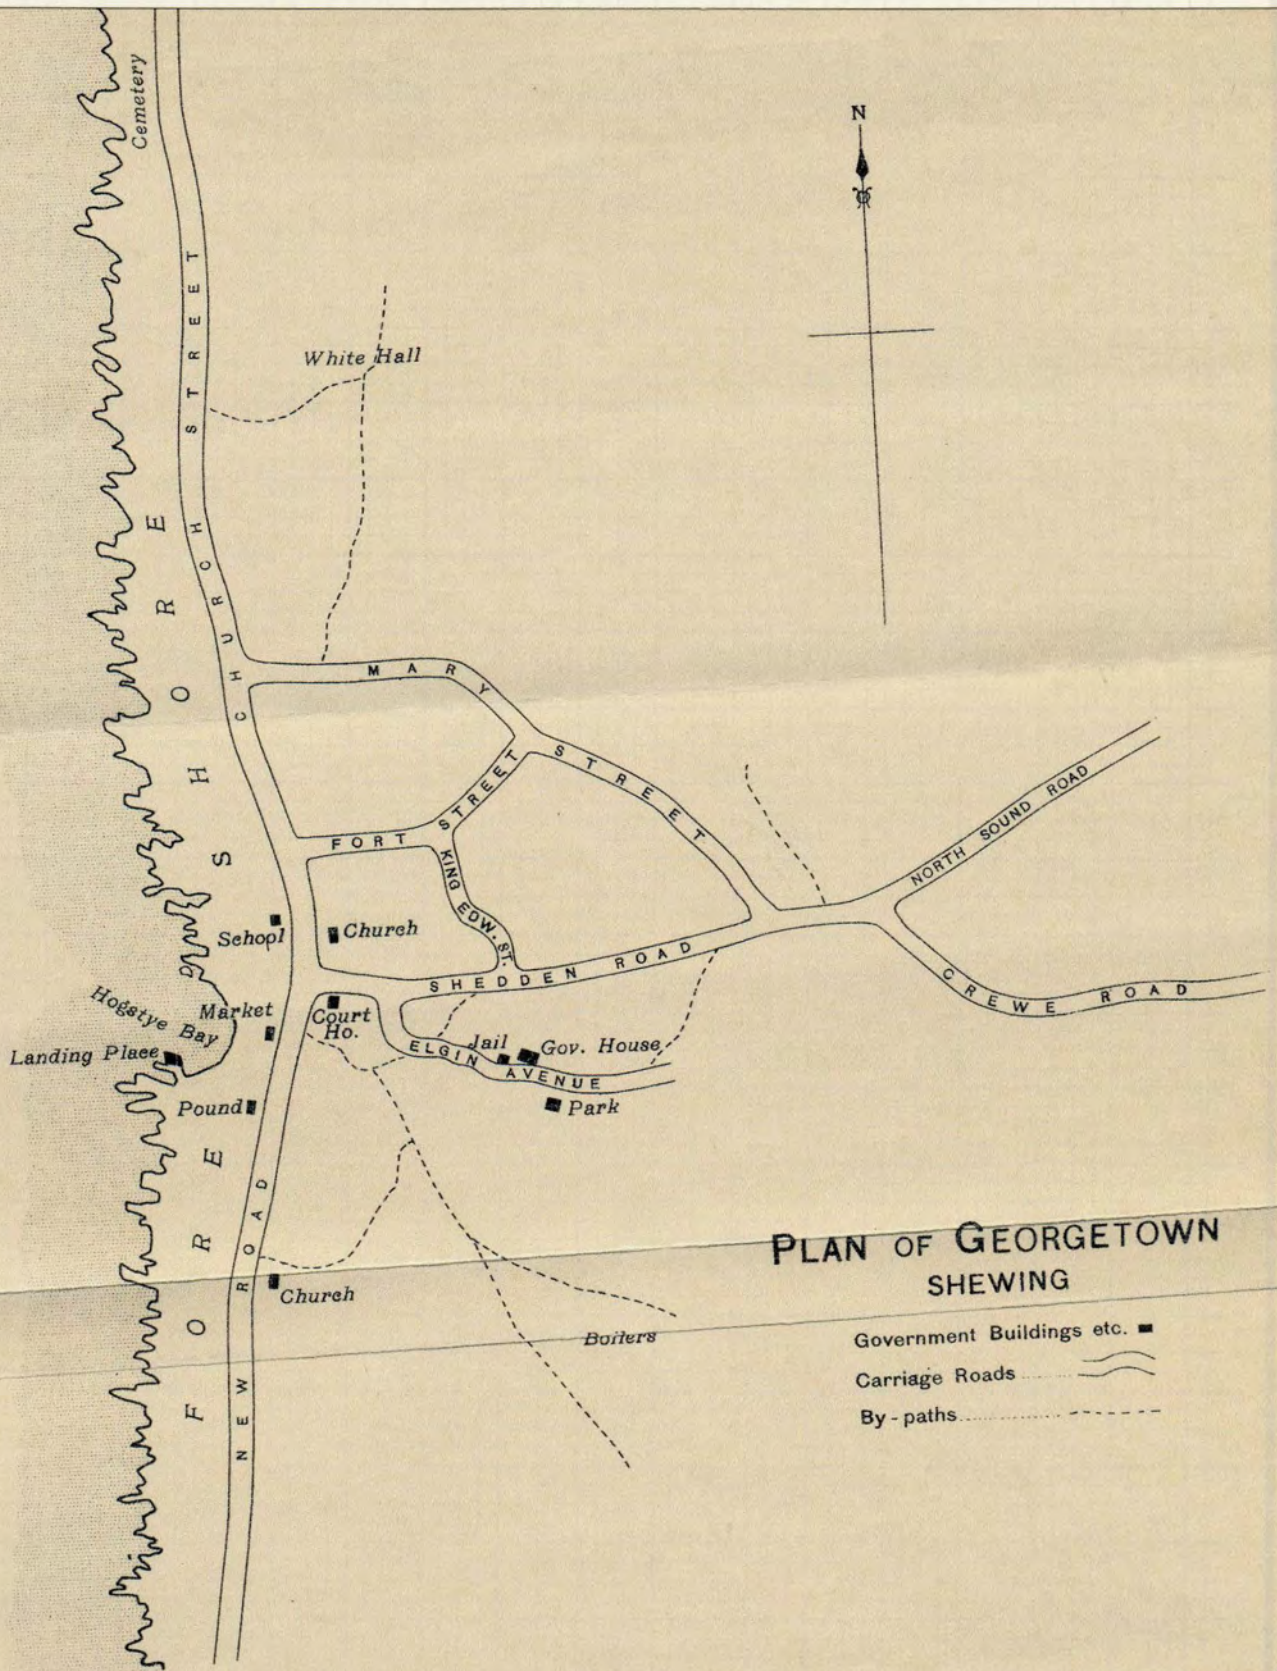 Cemetery
N
CHURCH STREET
White Hall
FORESHORE
MARY STREET
FORT STREET
KING EDW. ST.
NORTH SOUND ROAD
School
Church
SHEDDEN ROAD
CREWE ROAD
Hogstye Bay
Market
Court
Ho.
Landing Place
ELGIN AVENUE
Jail
Gov. House
Pound
Park
NEW ROAD
Church
Boilers
PLAN OF GEORGETOWN
SHEWING
Government Buildings etc.
Carriage Roads
By-paths